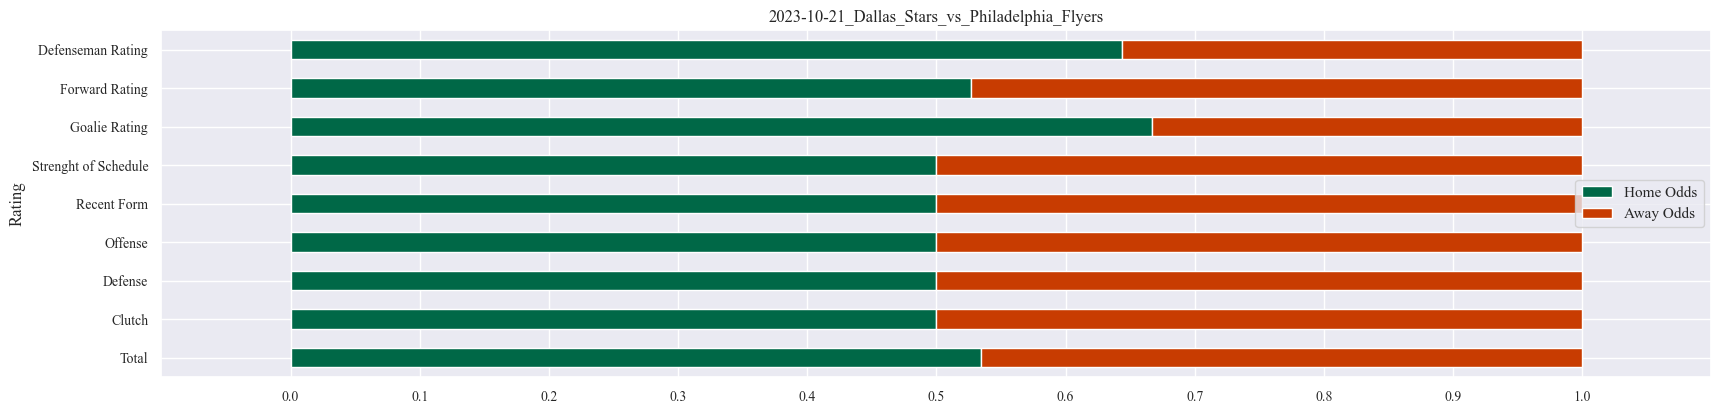 2023-10-21_Dallas_Stars_vs_Philadelphia_Flyers
Rating
Defenseman Rating
Forward Rating
Goalie Rating
Strenght of Schedule
Recent Form
Offense
Defense
Clutch
Total
Home Odds
Away Odds
0.0 0.1 0.2 0.3 0.4 0.5 0.6 0.7 0.8 0.9 1.0